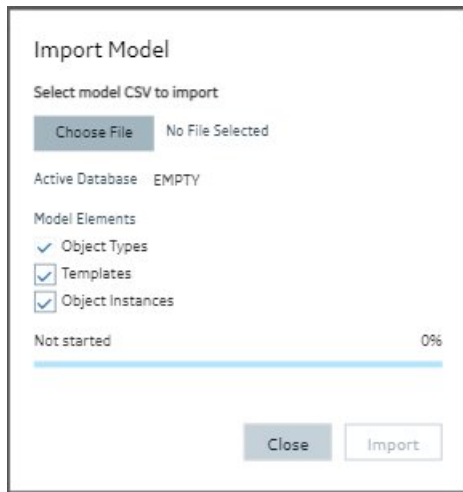 Import Model
Select model CSV to import
Choose File No File Selected
Active Database EMPTY
Model Elements
Object Types
Templates
Object Instances
Not started 0%
Close Import